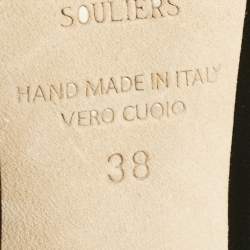 SOULIERS
HAND MADE IN ITALY
VERO CUOIO
38